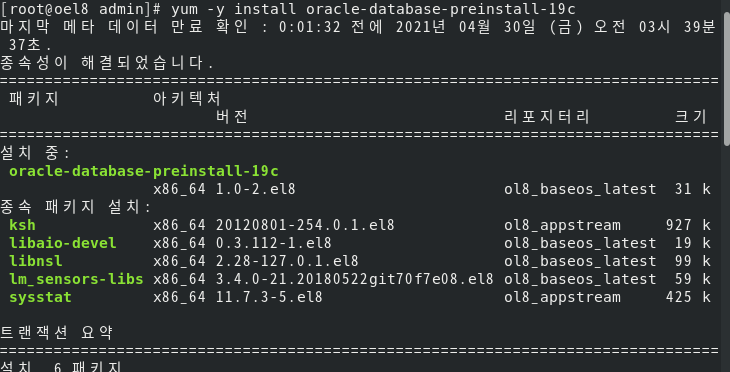 [root@oel8 admin]# yum -y install oracle-database-preinstall-19c
마지막 메타 데이터 만료 확인 : 0:01:32 전에 2021년 04월 30일 (금) 오전 03시 39분
37초.
종속성이 해결되었습니다.
================================================================================
패키지 아키텍처
버전 리포지터리 크기
================================================================================
설치 중:
oracle-database-preinstall-19c
x86_64 1.0-2.el8 ol8_baseos_latest 31 k
종속 패키지 설치:
ksh x86_64 20120801-254.0.1.el8 ol8_appstream 927 k
libaio-devel x86_64 0.3.112-1.el8 ol8_baseos_latest 19 k
libnsl x86_64 2.28-127.0.1.el8 ol8_baseos_latest 99 k
lm_sensors-libs x86_64 3.4.0-21.20180522git70f7e08.el8 ol8_baseos_latest 59 k
sysstat x86_64 11.7.3-5.el8 ol8_appstream 425 k
트랜잭션 요약
================================================================================
설치 6 패키지